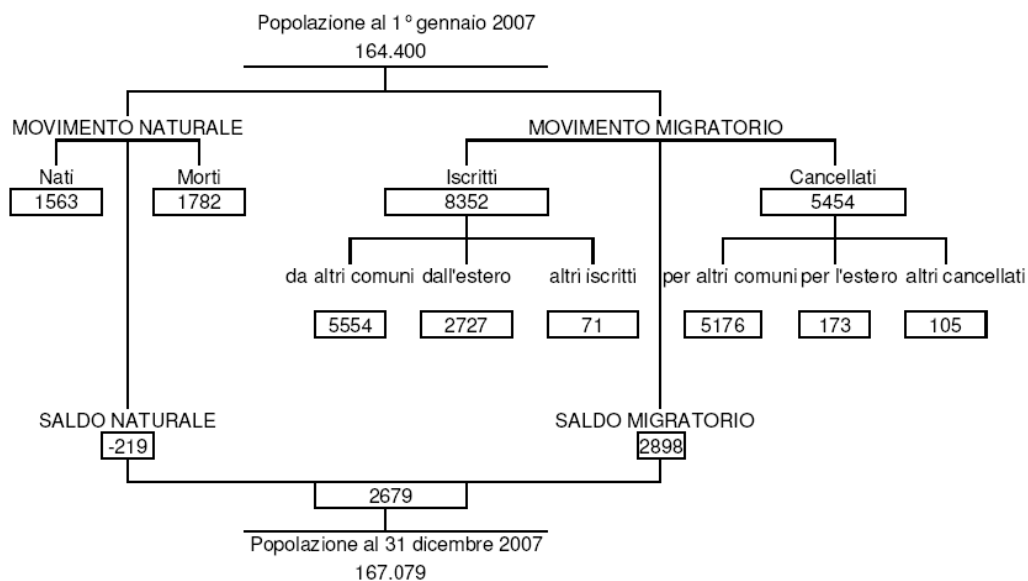 Popolazione al 1° gennaio 2007
164.400
MOVIMENTO NATURALE
MOVIMENTO MIGRATORIO
Nati
Morti
Iscritti
Cancellati
1563
1782
8352
5454
da altri comuni
dall'estero
altri iscritti
per altri comuni
per l'estero
altri cancellati
5554
2727
71
5176
173
105
SALDO NATURALE
SALDO MIGRATORIO
-219
2898
2679
Popolazione al 31 dicembre 2007
167.079